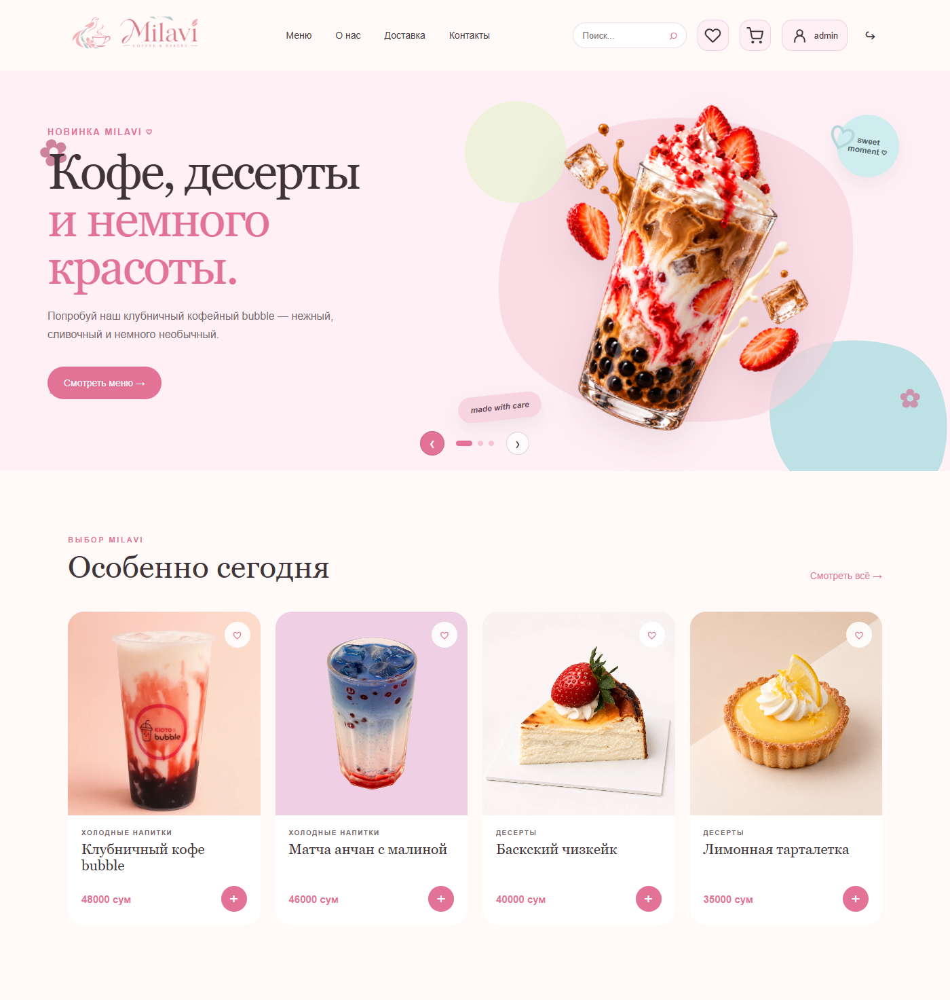 Milavi
COFFEE & BAKERY
Меню
О нас
Доставка
Контакты
Поиск...
admin
НОВИНКА MILAVI ♡
Кофе, десерты
и немного
красоты.
Попробуй наш клубничный кофейный bubble — нежный,
сливочный и немного необычный.
Смотреть меню →
sweet
moment ♡
made with care
ВЫБОР MILAVI
Особенно сегодня
Смотреть всё →
KIOTO
bubble
ХОЛОДНЫЕ НАПИТКИ
Клубничный кофе
bubble
48000 сум
+
ХОЛОДНЫЕ НАПИТКИ
Матча анчан с малиной
46000 сум
+
ДЕСЕРТЫ
Баскский чизкейк
40000 сум
+
ДЕСЕРТЫ
Лимонная тарталетка
35000 сум
+